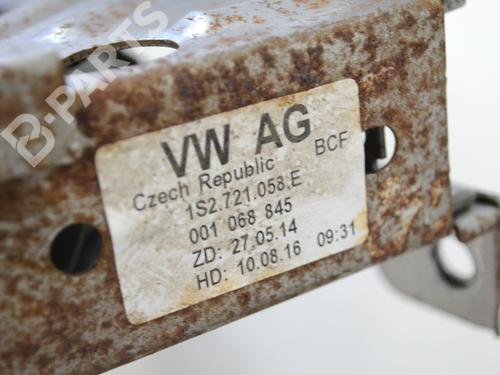 B-PARTS
VW AG
Czech Republic BCF
1S2.721.058.E
001 068 845
ZD: 27.05.14
HD: 10.08.16 09:31